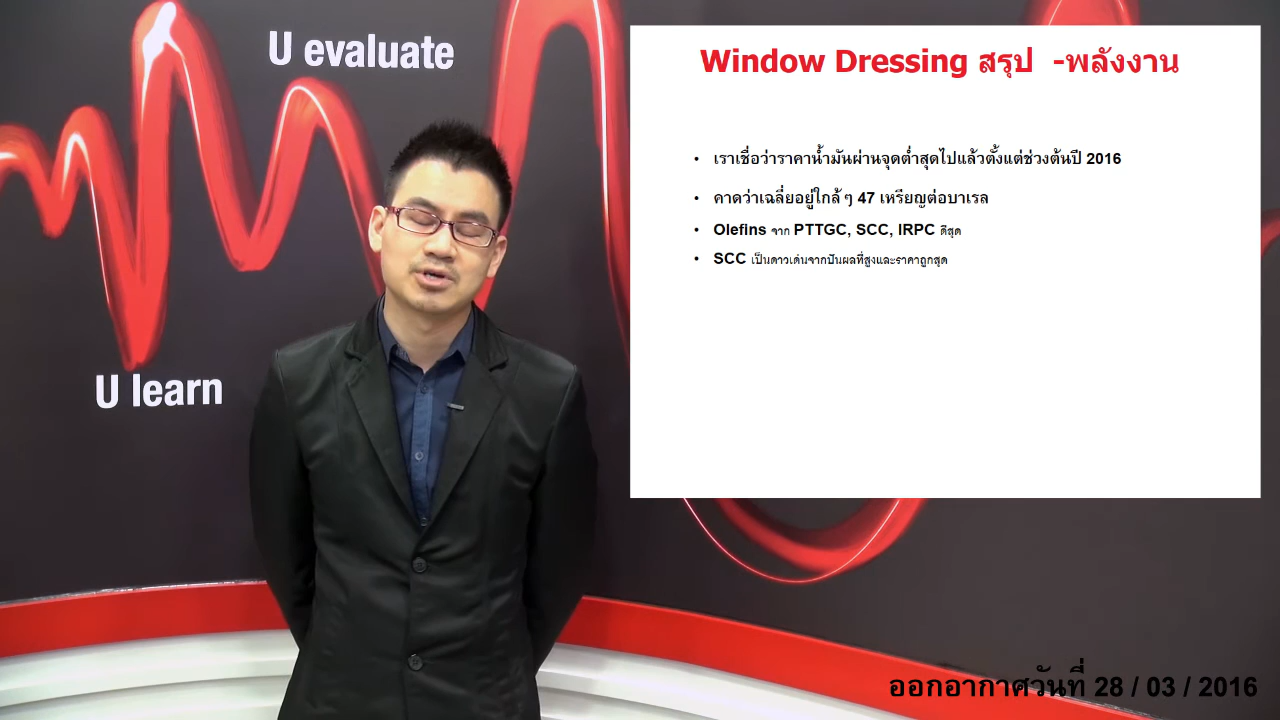 U evaluate
U learn
Window Dressing สรุป -พลังงาน
• เราเชื่อว่าราคาน้ำมันผ่านจุดต่ำสุดไปแล้วตั้งแต่ช่วงต้นปี 2016
• คาดว่าเฉลี่ยอยู่ใกล้ ๆ 47 เหรียญต่อบาเรล
• Olefins จาก PTTGC, SCC, IRPC ดีสุด
• SCC เป็นดาวเด่นจากปันผลที่สูงและราคาถูกสุด
ออกอากาศวันที่ 28 / 03 / 2016